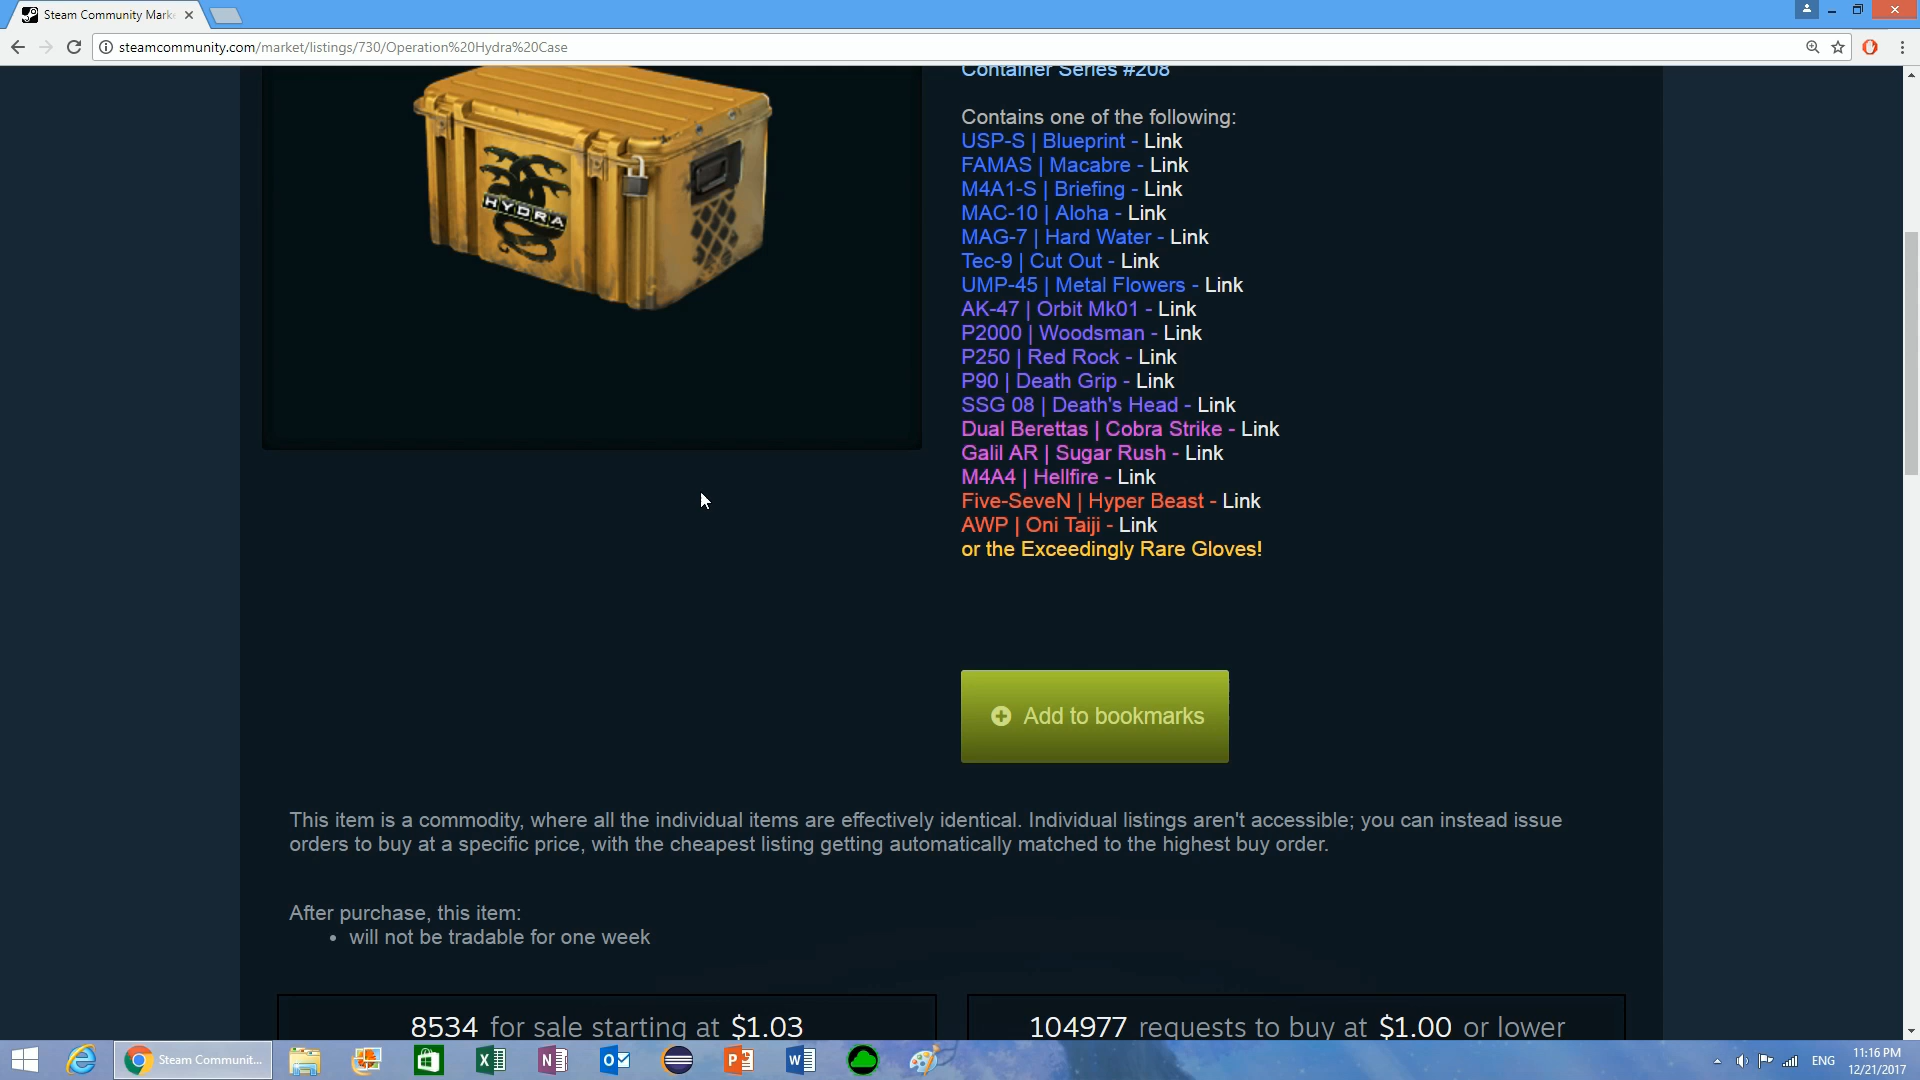 Steam Community Mark
steamcommunity.com/market/listings/730/Operation%20Hydra%20Case
Container Series #208
HYDRA
Contains one of the following:
USP-S | Blueprint - Link
FAMAS | Macabre - Link
M4A1-S | Briefing - Link
MAC-10 | Aloha - Link
MAG-7 | Hard Water - Link
Tec-9 | Cut Out - Link
UMP-45 | Metal Flowers - Link
AK-47 | Orbit Mk01 - Link
P2000 | Woodsman - Link
P250 | Red Rock - Link
P90 | Death Grip - Link
SSG 08 | Death's Head - Link
Dual Berettas | Cobra Strike - Link
Galil AR | Sugar Rush - Link
M4A4 | Hellfire - Link
Five-SeveN | Hyper Beast - Link
AWP | Oni Taiji - Link
or the Exceedingly Rare Gloves!
Add to bookmarks
This item is a commodity, where all the individual items are effectively identical. Individual listings aren't accessible; you can instead issue
orders to buy at a specific price, with the cheapest listing getting automatically matched to the highest buy order.
After purchase, this item:
• will not be tradable for one week
8534 for sale starting at $1.03
104977 requests to buy at $1.00 or lower
Steam Communit...
ENG
11:16 PM
12/21/2017